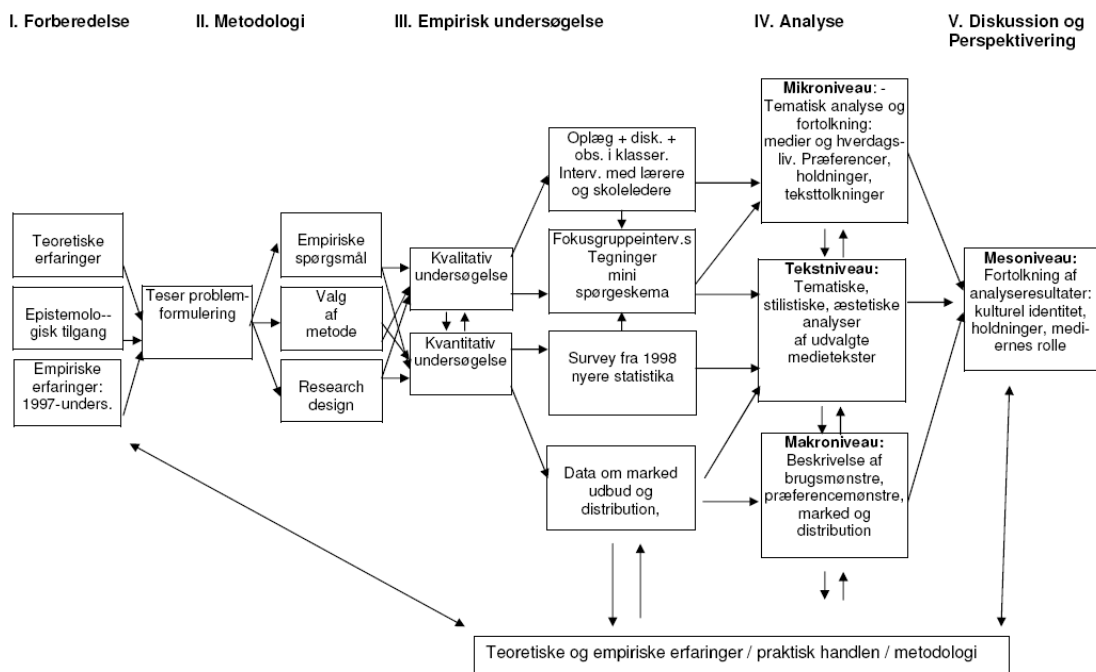 I. Forberedelse
II. Metodologi
III. Empirisk undersøgelse
IV. Analyse
V. Diskussion og
Perspektivering
Teoretiske
erfaringer
Epistemolo--
gisk tilgang
Empiriske
erfaringer:
1997-unders.
Teser problem-
formulering
Empiriske
spørgsmål
Valg
af
metode
Research
design
Kvalitativ
undersøgelse
Kvantitativ
undersøgelse
Oplæg + disk. +
obs. i klasser.
Interv. med lærere
og skoleledere
Fokusgruppeinterv.s
Tegninger
mini
spørgeskema
Survey fra 1998
nyere statistika
Data om marked
udbud og
distribution,
Mikroniveau: -
Tematisk analyse og
fortolkning:
medier og hverdags-
liv. Præferencer,
holdninger,
teksttolkninger
Tekstniveau:
Tematiske,
stilistiske, æstetiske
analyser
af udvalgte
medietekster
Makroniveau:
Beskrivelse af
brugsmønstre,
præferencemønstre,
marked og
distribution
Mesoniveau:
Fortolkning af
analyseresultater:
kulturel identitet,
holdninger, medi-
ernes rolle
Teoretiske og empiriske erfaringer / praktisk handlen / metodologi